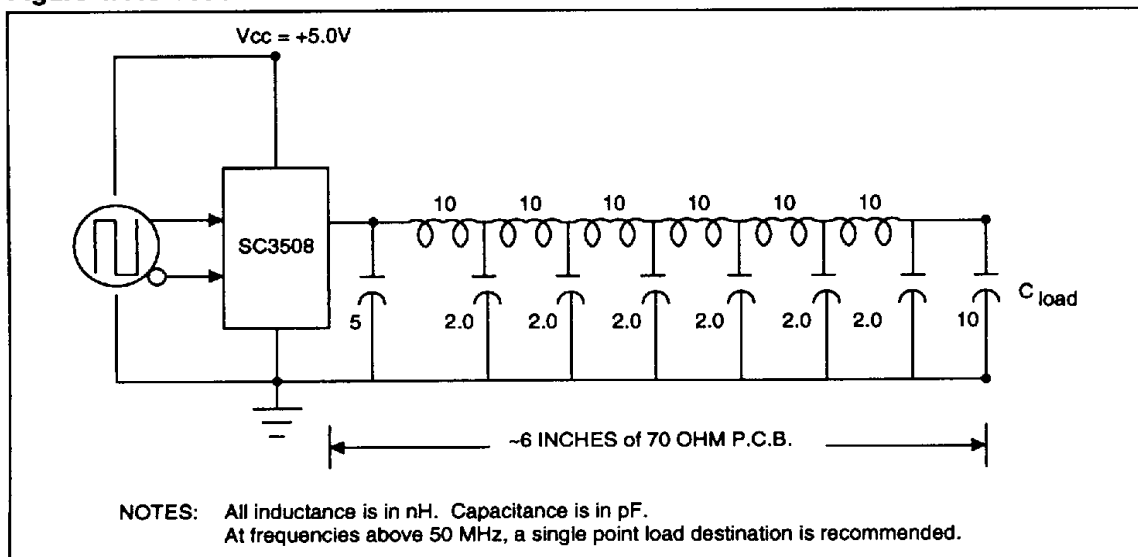 Figure
Vcc = +5.0V
10 10 10 10 10 10
SC3508
C load
5 2.0 2.0 2.0 2.0 2.0 2.0 10
~6 INCHES of 70 OHM P.C.B.
NOTES: All inductance is in nH. Capacitance is in pF.
At frequencies above 50 MHz, a single point load destination is recommended.